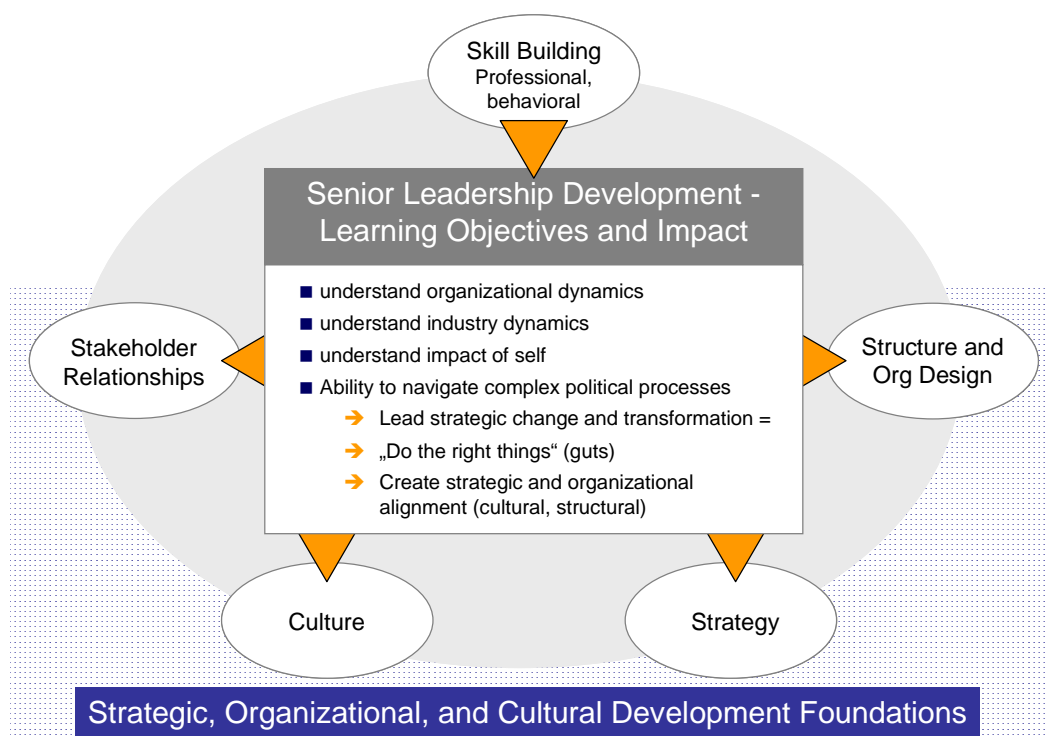 Skill Building
Professional,
behavioral
Senior Leadership Development -
Learning Objectives and Impact
understand organizational dynamics
understand industry dynamics
understand impact of self
Ability to navigate complex political processes
Lead strategic change and transformation =
„Do the right things“ (guts)
Create strategic and organizational
alignment (cultural, structural)
Stakeholder
Relationships
Structure and
Org Design
Culture
Strategy
Strategic, Organizational, and Cultural Development Foundations